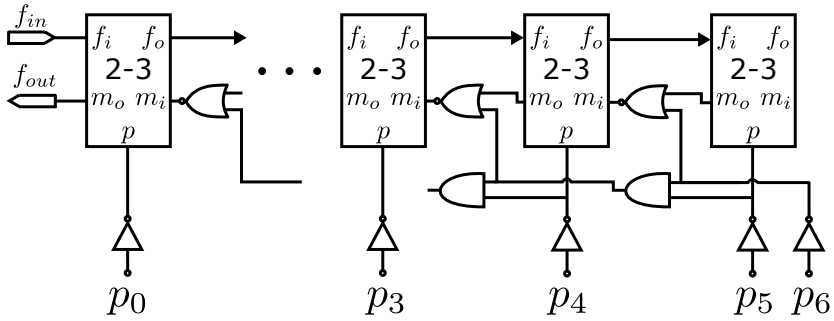 f_in
f_i f_o
2-3
f_out
m_o m_i
p
p_0
...
f_i f_o
2-3
m_o m_i
p
p_3
f_i f_o
2-3
m_o m_i
p
p_4
f_i f_o
2-3
m_o m_i
p_5
p_6